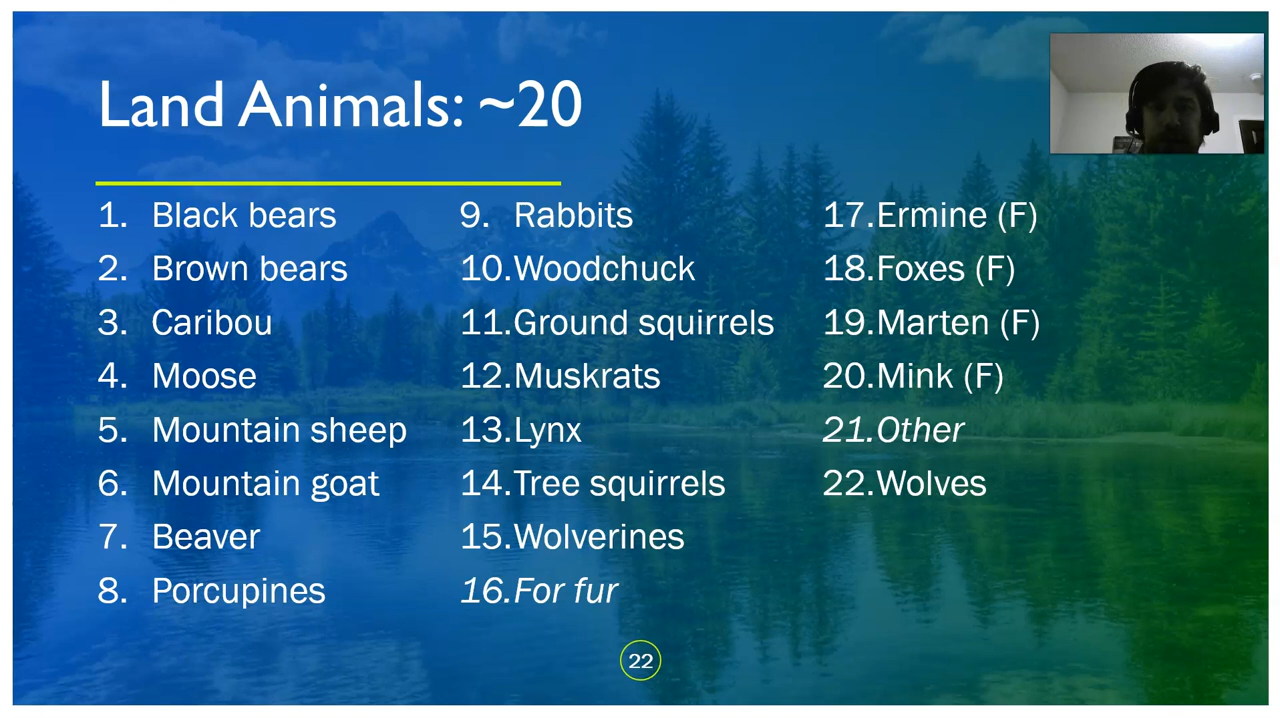 Land Animals: ~20
1. Black bears
2. Brown bears
3. Caribou
4. Moose
5. Mountain sheep
6. Mountain goat
7. Beaver
8. Porcupines
9. Rabbits
10. Woodchuck
11. Ground squirrels
12. Muskrats
13. Lynx
14. Tree squirrels
15. Wolverines
16. For fur
17. Ermine (F)
18. Foxes (F)
19. Marten (F)
20. Mink (F)
21. Other
22. Wolves
22